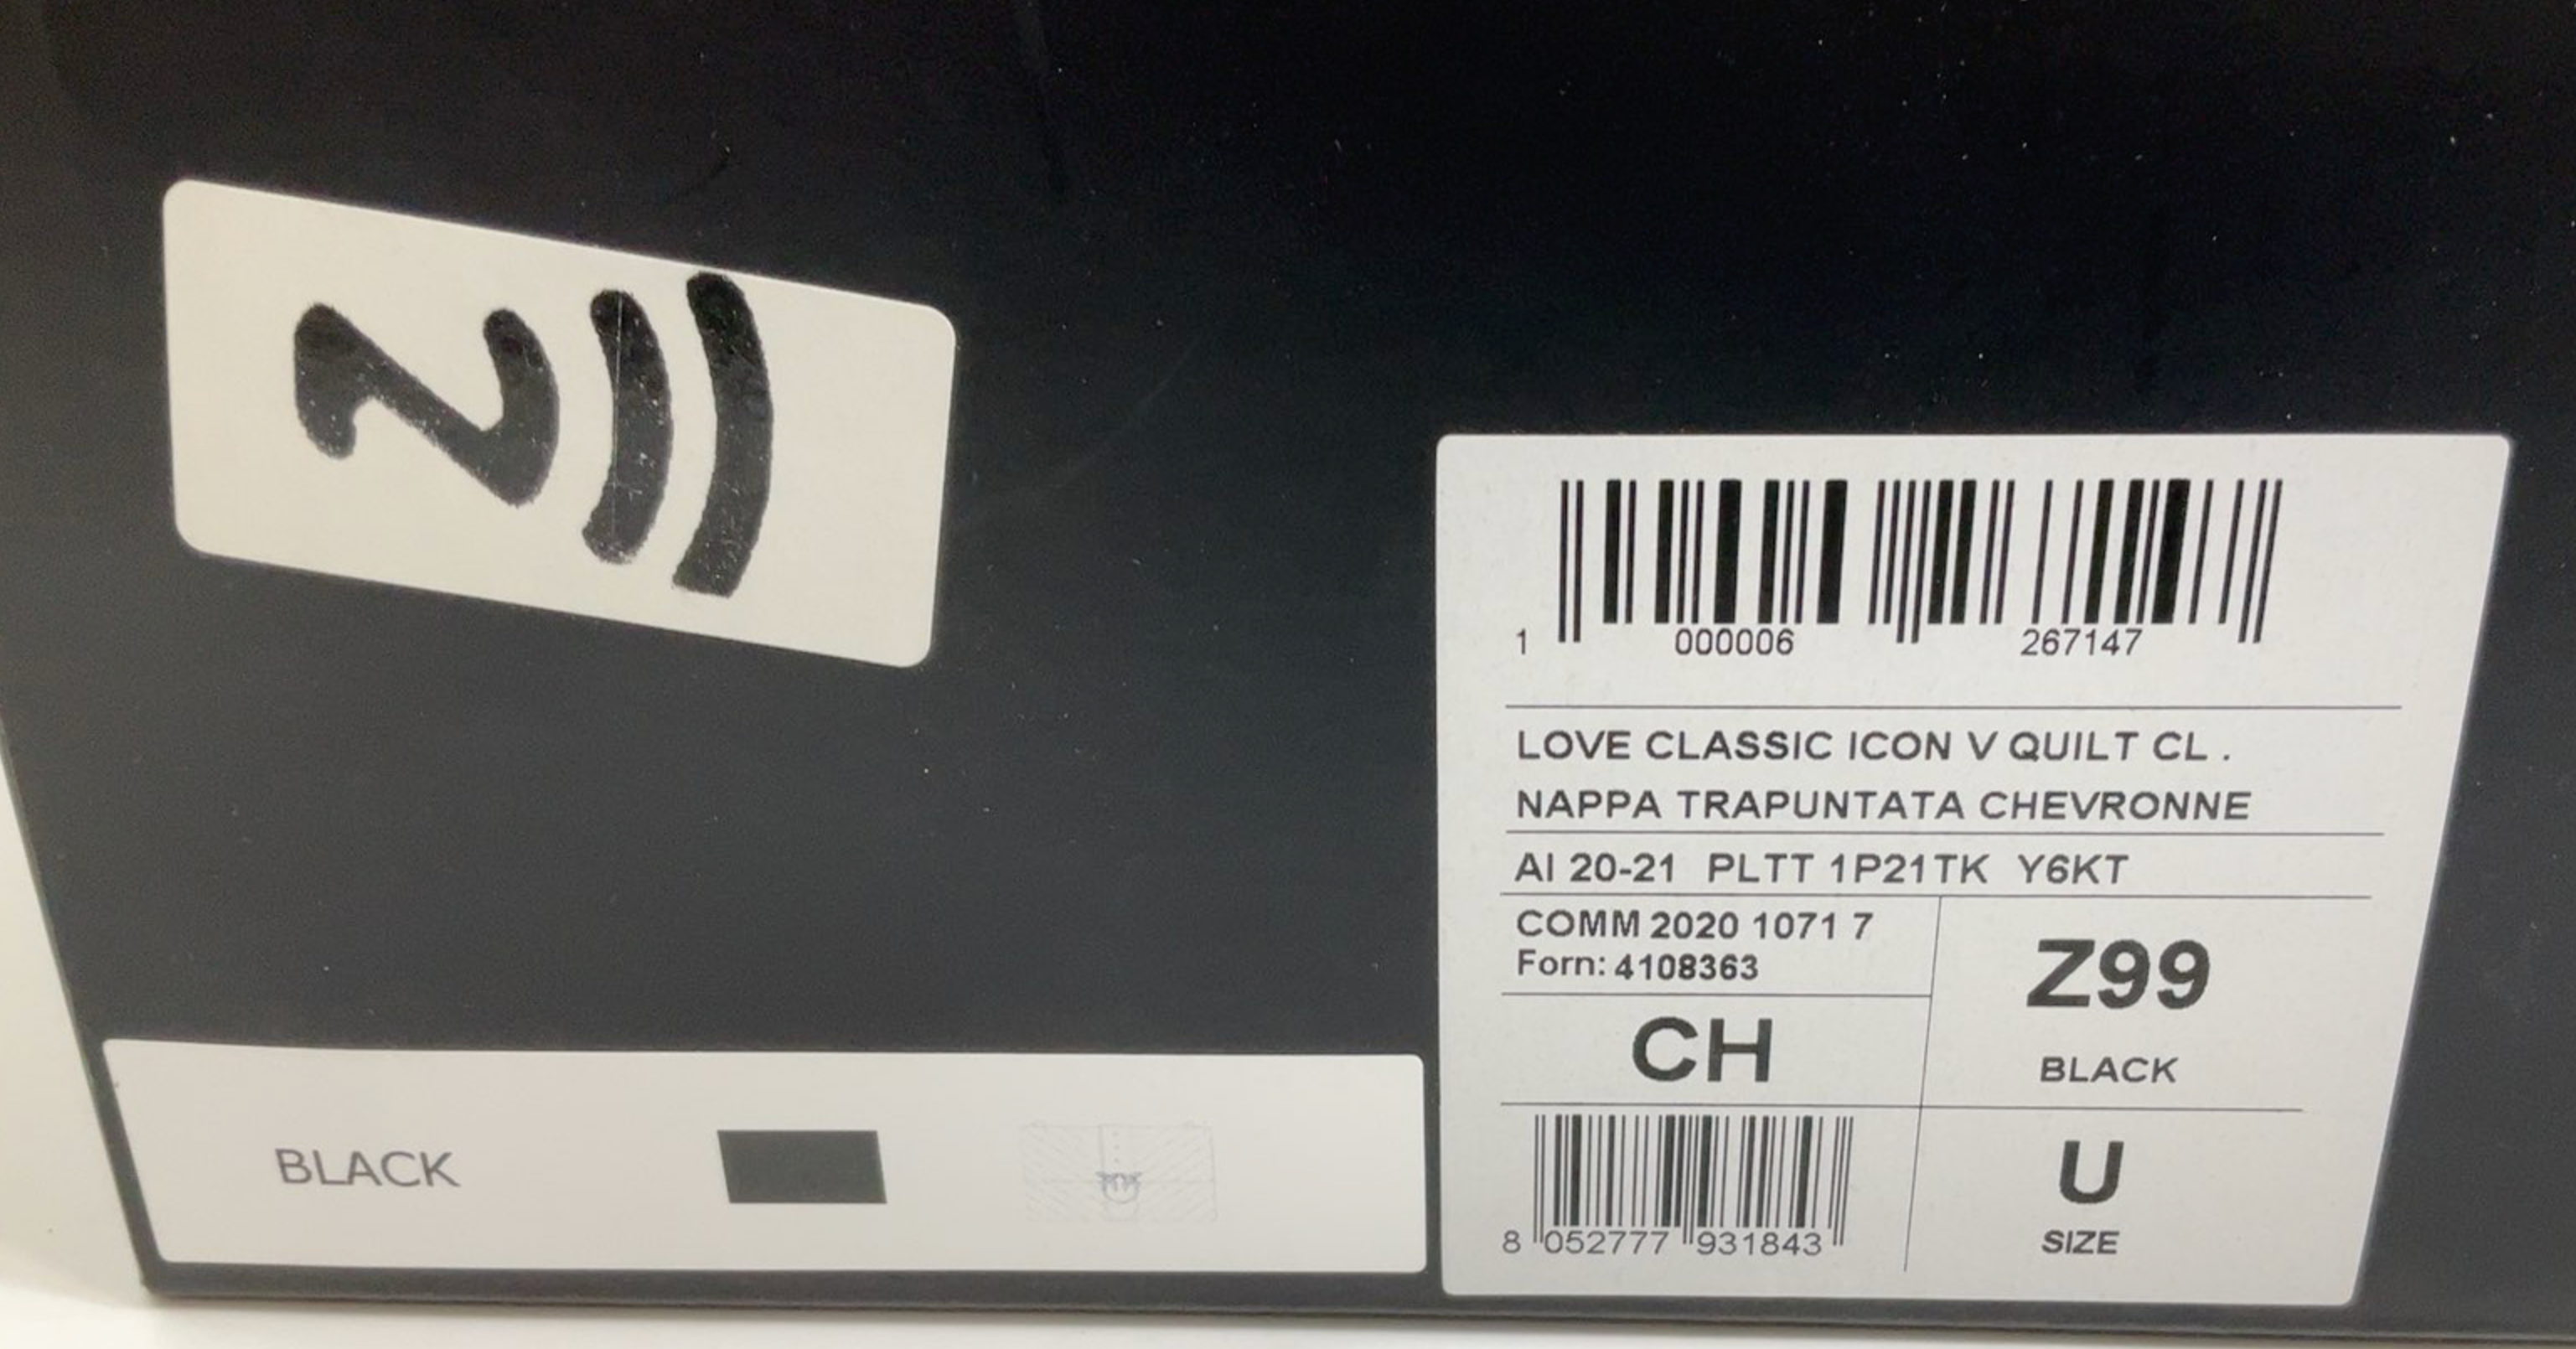 1 000006 267147
LOVE CLASSIC ICON V QUILT CL .
NAPPA TRAPUNTATA CHEVRONNE
AI 20-21 PLTT 1P21TK Y6KT
COMM 2020 1071 7
Forn: 4108363
Z99
CH
BLACK
8 052777 931843
U
SIZE
BLACK